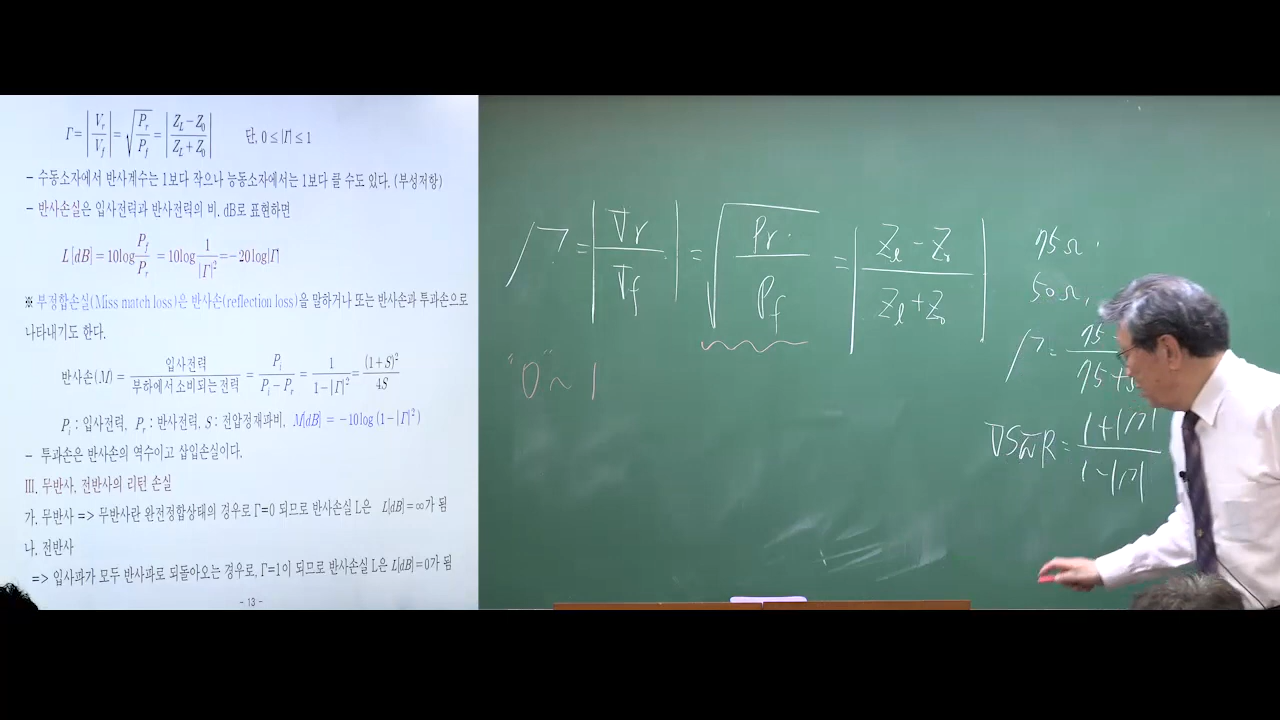 Γ = |V_r / V_f| = √(P_r / P_f) = |(Z_L − Z_0) / (Z_L + Z_0)| 단, 0 ≤ |Γ| ≤ 1
− 수동소자에서 반사계수는 1보다 작으나 능동소자에서는 1보다 클 수도 있다. (부성저항)
− 반사손실은 입사전력과 반사전력의 비. dB로 표현하면
L[dB] = 10log P_f / P_r = 10log 1 / |Γ|² = −20log|Γ|
※ 부정합손실(Miss match loss)은 반사손(reflection loss)을 말하거나 또는 반사손과 투과손으로
나타내기도 한다.
반사손(M) = 입사전력 / 부하에서 소비되는 전력 = P_i / (P_i − P_r) = 1 / (1−|Γ|²) = (1+S)² / 4S
P_i : 입사전력, P_r : 반사전력, S : 전압정재파비, M[dB] = −10log (1−|Γ|²)
− 투과손은 반사손의 역수이고 삽입손실이다.
Ⅲ. 무반사, 전반사의 리턴 손실
가. 무반사 => 무반사란 완전정합상태의 경우로 Γ=0 되므로 반사손실 L은 L[dB] = ∞가 됨
나. 전반사
=> 입사파가 모두 반사파로 되돌아오는 경우로, Γ=1이 되므로 반사손실 L은 L[dB] = 0가 됨
− 13 −
Γ = |V_r / V_f| = √(P_r / P_f) = |(Z_l − Z_0) / (Z_l + Z_0)|
"0" ~ 1
75Ω
50Ω
Γ = 75 / 75+
VSWR = 1+|Γ| / 1−|Γ|